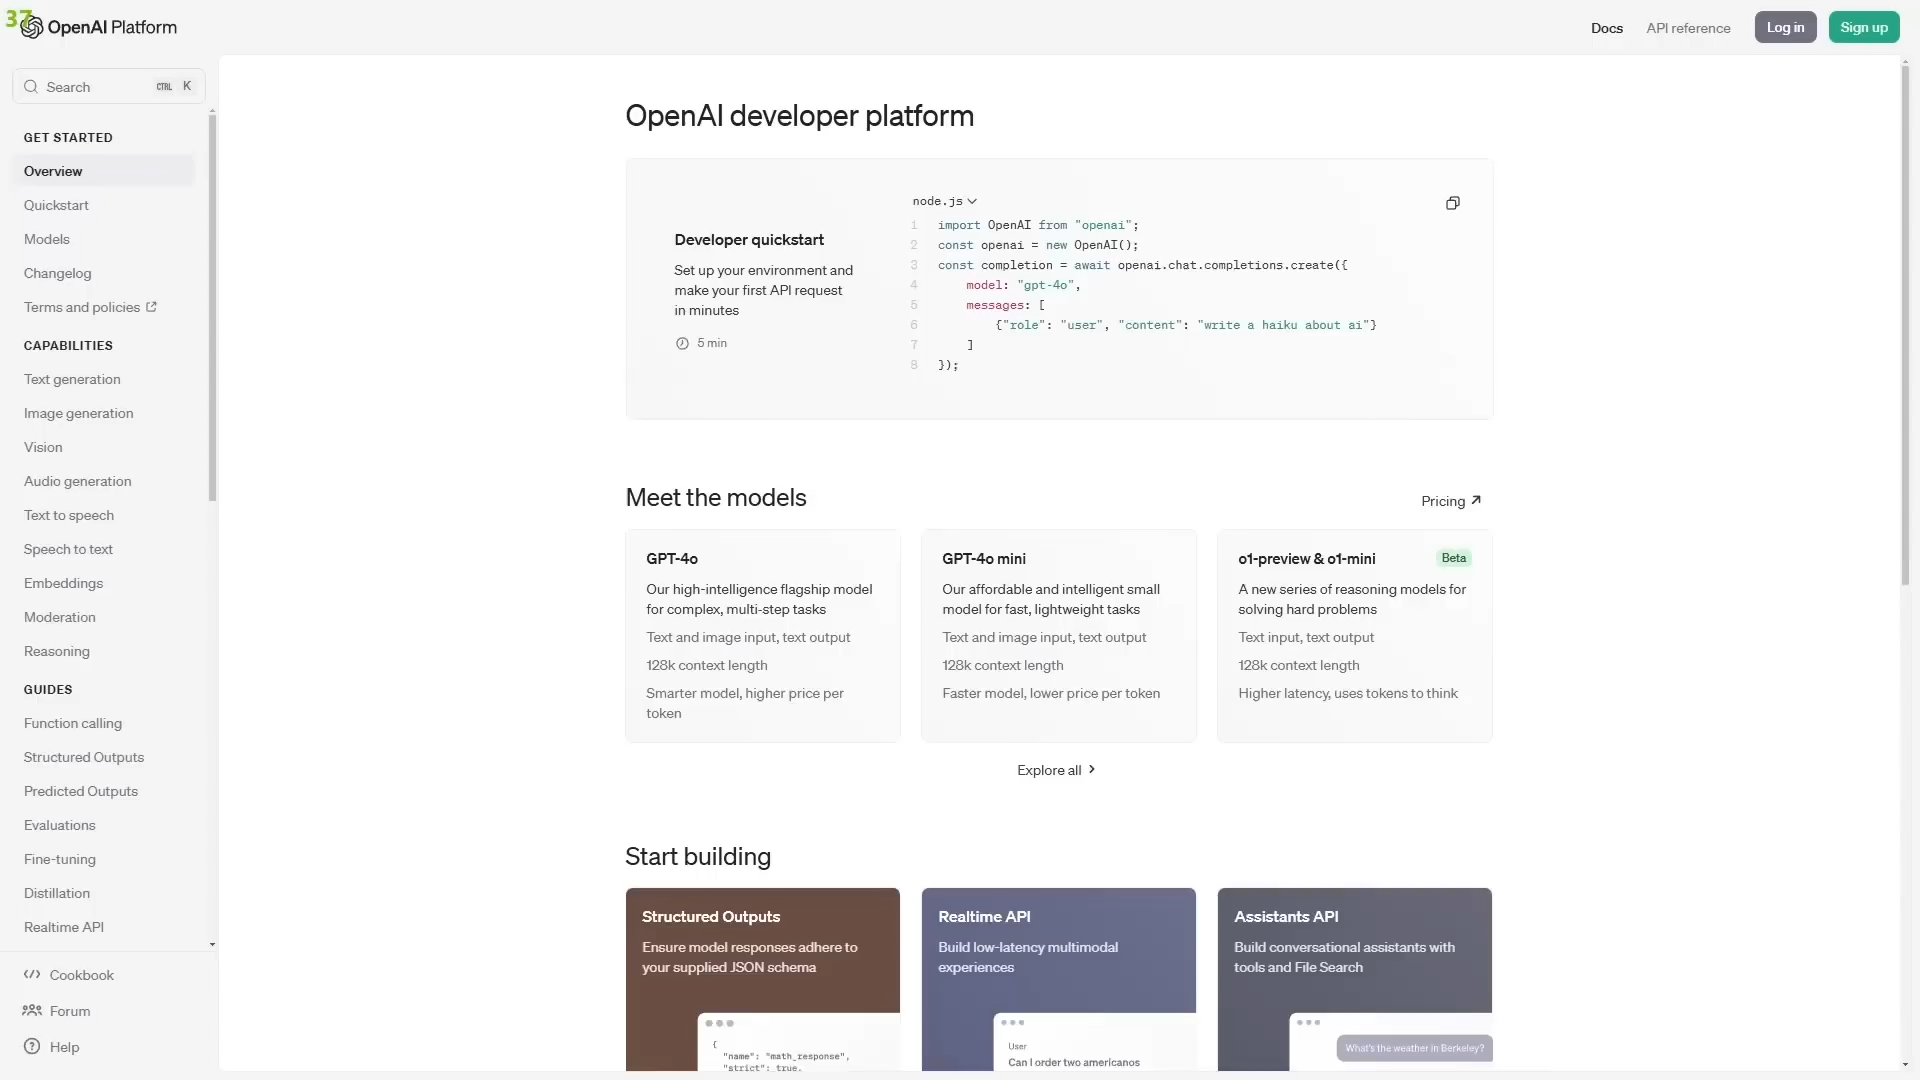 37
OpenAI Platform
Docs
API reference
Log in
Sign up
Search
CTRL K
GET STARTED
Overview
Quickstart
Models
Changelog
Terms and policies
CAPABILITIES
Text generation
Image generation
Vision
Audio generation
Text to speech
Speech to text
Embeddings
Moderation
Reasoning
GUIDES
Function calling
Structured Outputs
Predicted Outputs
Evaluations
Fine-tuning
Distillation
Realtime API
Cookbook
Forum
Help
OpenAI developer platform
Developer quickstart
Set up your environment and
make your first API request
in minutes
5 min
node.js
1 import OpenAI from "openai";
2 const openai = new OpenAI();
3 const completion = await openai.chat.completions.create({
4 model: "gpt-4o",
5 messages: [
6 {"role": "user", "content": "write a haiku about ai"}
7 ]
8 });
Meet the models
Pricing
GPT-4o
Our high-intelligence flagship model
for complex, multi-step tasks
Text and image input, text output
128k context length
Smarter model, higher price per
token
GPT-4o mini
Our affordable and intelligent small
model for fast, lightweight tasks
Text and image input, text output
128k context length
Faster model, lower price per token
o1-preview & o1-mini
Beta
A new series of reasoning models for
solving hard problems
Text input, text output
128k context length
Higher latency, uses tokens to think
Explore all
Start building
Structured Outputs
Ensure model responses adhere to
your supplied JSON schema
{
"name": "math_response",
"strict": true,
Realtime API
Build low-latency multimodal
experiences
User
Can I order two americanos
Assistants API
Build conversational assistants with
tools and File Search
What's the weather in Berkeley?